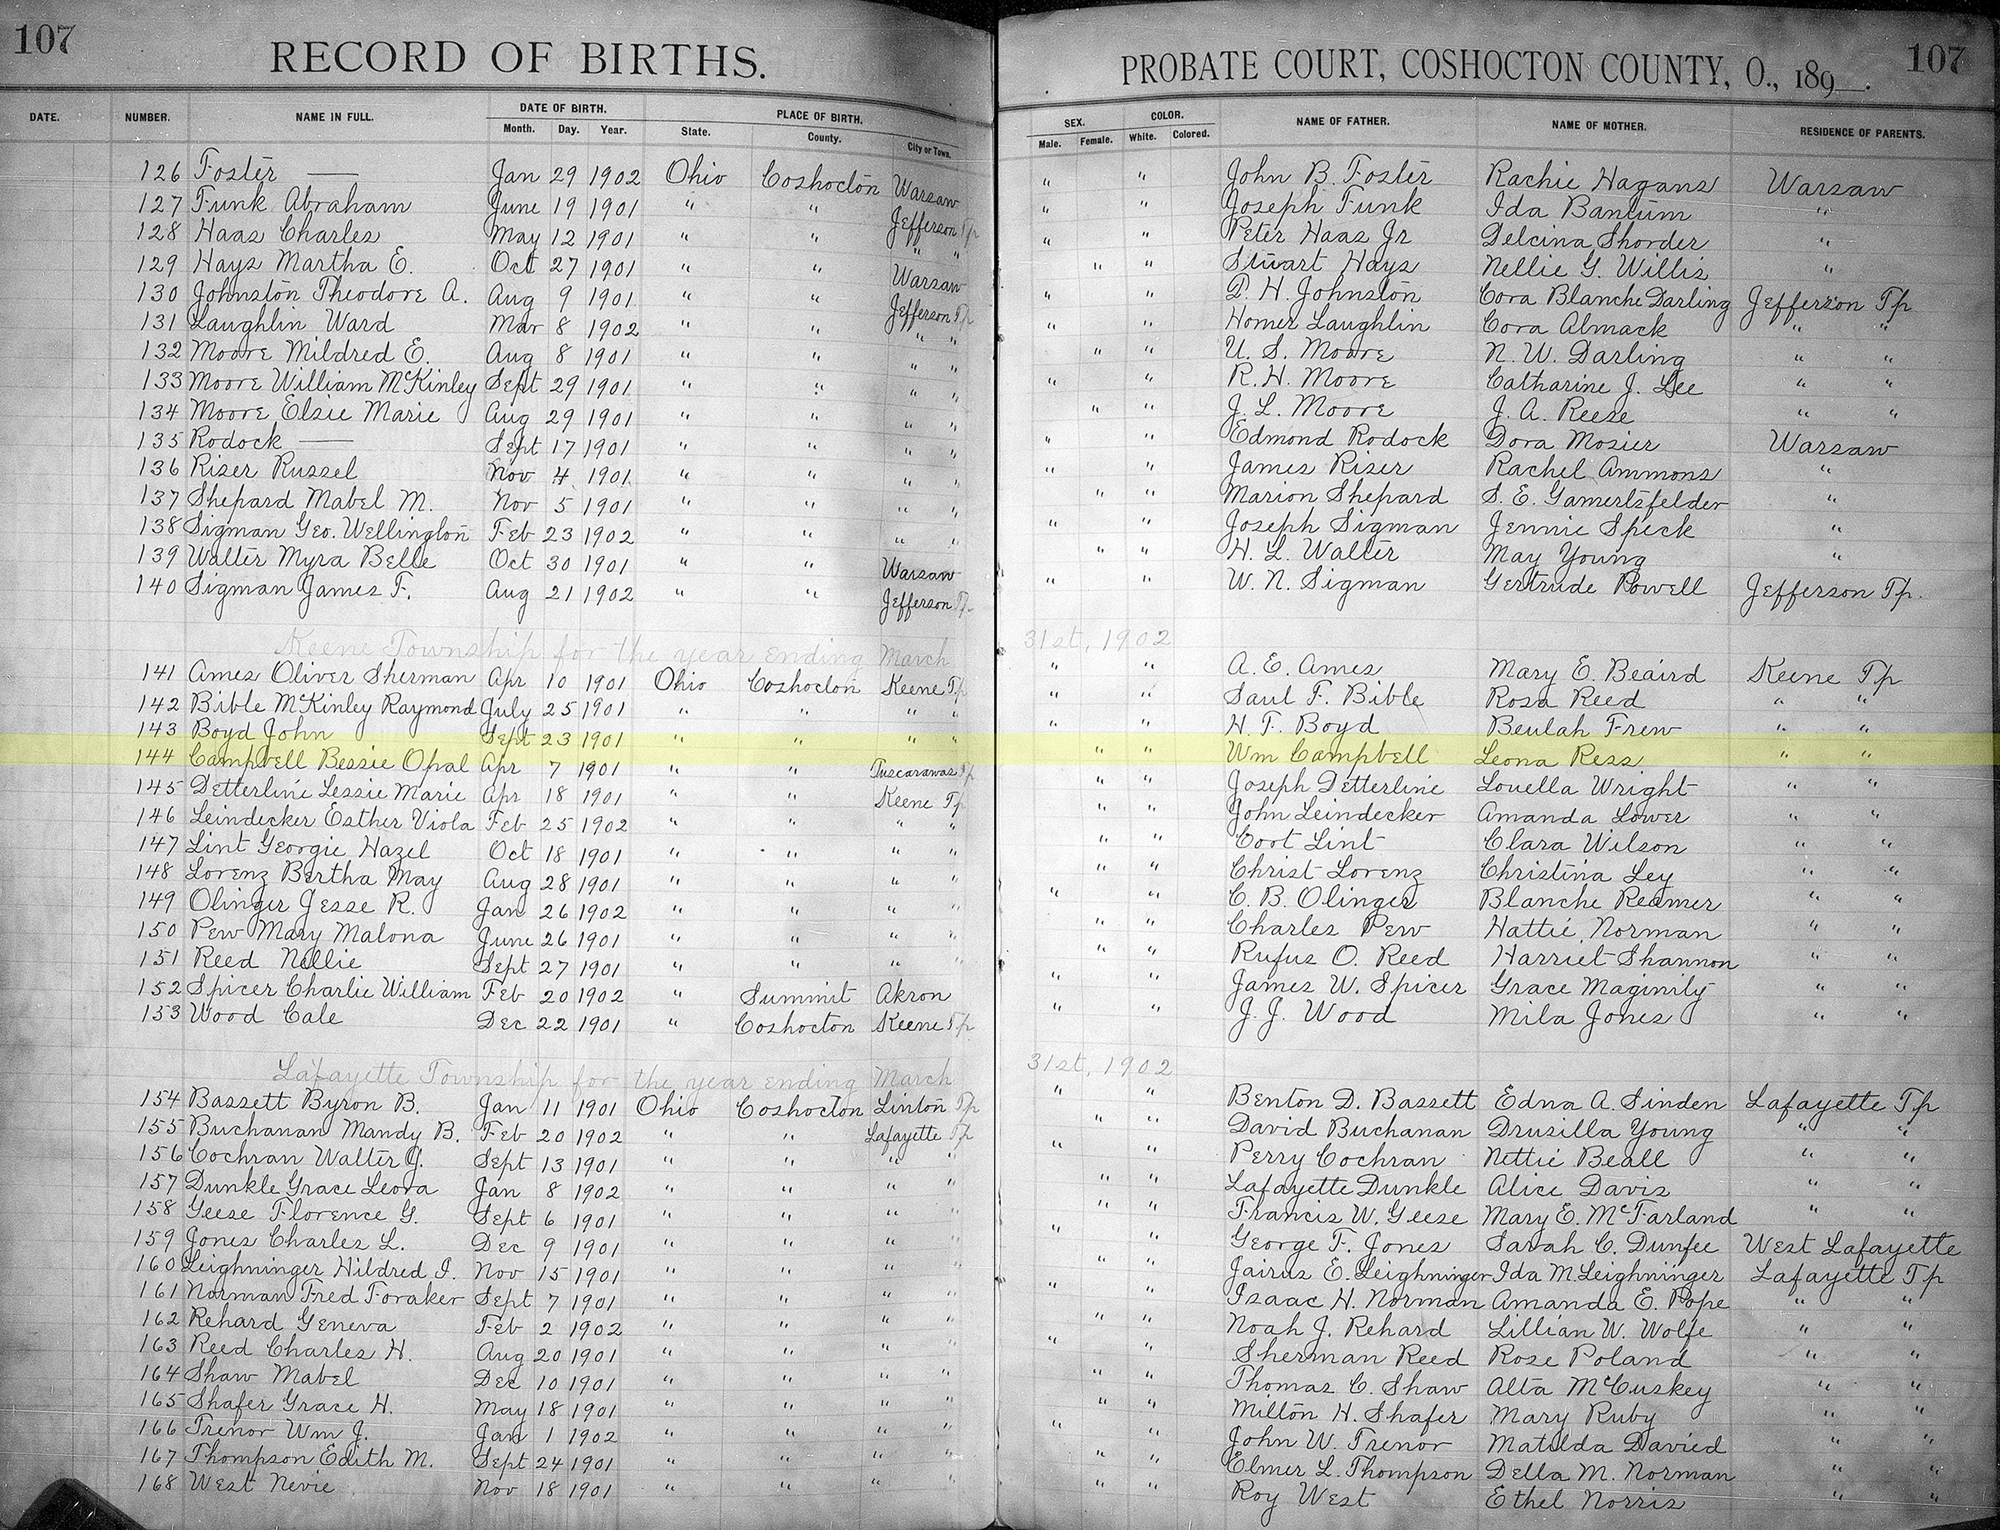 107
RECORD OF BIRTHS.
PROBATE COURT, COSHOCTON COUNTY, O., 189__.
107
DATE. NUMBER. NAME IN FULL. DATE OF BIRTH. PLACE OF BIRTH. SEX. COLOR. NAME OF FATHER. NAME OF MOTHER. RESIDENCE OF PARENTS.
Month. Day. Year. State. County. City or Town. Male. Female. White. Colored.
126 Foster — Jan 29 1902 Ohio Coshocton Warsaw " " John B. Foster Rachie Hagans Warsaw
127 Funk Abraham June 19 1901 " " Jefferson Tp " " Joseph Funk Ida Bantum "
128 Haas Charles May 12 1901 " " " " " " Peter Haas Jr Delcina Shorder "
129 Hays Martha E. Oct 27 1901 " " Warsaw " " Stuart Hays Nellie G. Willis "
130 Johnston Theodore A. Aug 9 1901 " " Jefferson Tp " " P. H. Johnston Cora Blanche Darling Jefferson Tp
131 Laughlin Ward Mar 8 1902 " " " " " " Homer Laughlin Cora Almack " "
132 Moore Mildred E. Aug 8 1901 " " " " " " U. S. Moore N. W. Darling " "
133 Moore William McKinley Sept 29 1901 " " " " " " R. H. Moore Catharine J. Lee " "
134 Moore Elsie Marie Aug 29 1901 " " " " " " J. L. Moore J. A. Reese " "
135 Rodock — Sept 17 1901 " " " " " " Edmond Rodock Dora Mosier Warsaw
136 Riser Russel Nov 4 1901 " " " " " " James Riser Rachel Ammons "
137 Shepard Mabel M. Nov 5 1901 " " " " " " Marion Shepard S. E. Gamertsfelder "
138 Sigman Geo. Wellington Feb 23 1902 " " " " " " Joseph Sigman Jennie Speck "
139 Walter Myra Belle Oct 30 1901 " " Warsaw " " H. L. Walter May Young "
140 Sigman James F. Aug 21 1902 " " Jefferson Tp " " W. N. Sigman Gertrude Powell Jefferson Tp.
Keene Township for the year ending March 31st, 1902
141 Ames Oliver Sherman Apr 10 1901 Ohio Coshocton Keene Tp " " A. E. Ames Mary E. Beaird Keene Tp
142 Bible McKinley Raymond July 25 1901 " " " " " " Saul F. Bible Rosa Reed " "
143 Boyd John Sept 23 1901 " " " " " " H. F. Boyd Beulah Frew " "
144 Campbell Bessie Opal Apr 7 1901 " " Tuscarawas Tp " " Wm Campbell Leona Ress " "
145 Detterline Lessie Marie Apr 18 1901 " " Keene Tp " " Joseph Detterline Louella Wright " "
146 Leindecker Esther Viola Feb 25 1902 " " " " " " John Leindecker Amanda Lower " "
147 Lint Georgie Hazel Oct 18 1901 " " " " " " Coot Lint Clara Wilson " "
148 Lorenz Bertha May Aug 28 1901 " " " " " " Christ Lorenz Christina Ley " "
149 Olinger Jesse R. Jan 26 1902 " " " " " " C. B. Olinger Blanche Reamer " "
150 Pew Mary Malona June 26 1901 " " " " " " Charles Pew Hattie Norman " "
151 Reed Nellie Sept 27 1901 " " " " " " Rufus O. Reed Harriet Shannon " "
152 Spicer Charlie William Feb 20 1902 " Summit Akron " " James W. Spicer Grace Maginity " "
153 Wood Cale Dec 22 1901 " Coshocton Keene Tp " " J. J. Wood Mila Jones " "
Lafayette Township for the year ending March 31st, 1902
154 Bassett Byron B. Jan 11 1901 Ohio Coshocton Linton Tp " " Benton D. Bassett Edna A. Sinden Lafayette Tp
155 Buchanan Mandy B. Feb 20 1902 " " Lafayette Tp " " David Buchanan Drusilla Young " "
156 Cochran Walter J. Sept 13 1901 " " " " " " Perry Cochran Nettie Beall " "
157 Dunkle Grace Leora Jan 8 1902 " " " " " " Lafayette Dunkle Alice Davis " "
158 Geese Florence G. Sept 6 1901 " " " " " " Francis W. Geese Mary E. McFarland " "
159 Jones Charles L. Dec 9 1901 " " " " " " George F. Jones Sarah C. Dunfee West Lafayette
160 Leighninger Hildred I. Nov 15 1901 " " " " " " Jairus E. Leighninger Ida M Leighninger Lafayette Tp
161 Norman Fred Foraker Sept 7 1901 " " " " " " Isaac H. Norman Amanda E. Pope " "
162 Rehard Geneva Feb 2 1902 " " " " " " Noah J. Rehard Lillian W. Wolfe " "
163 Reed Charles H. Aug 20 1901 " " " " " " Sherman Reed Rose Poland " "
164 Shaw Mabel Dec 10 1901 " " " " " " Thomas C. Shaw Alta McCuskey " "
165 Shafer Grace H. May 18 1901 " " " " " " Milton H. Shafer Mary Ruby " "
166 Trenor Wm J. Jan 1 1902 " " " " " " John W. Trenor Matilda Davied " "
167 Thompson Edith M. Sept 24 1901 " " " " " " Elmer L. Thompson Della M. Norman " "
168 West Nevie Nov 18 1901 " " " " " " Roy West Ethel Norris " "